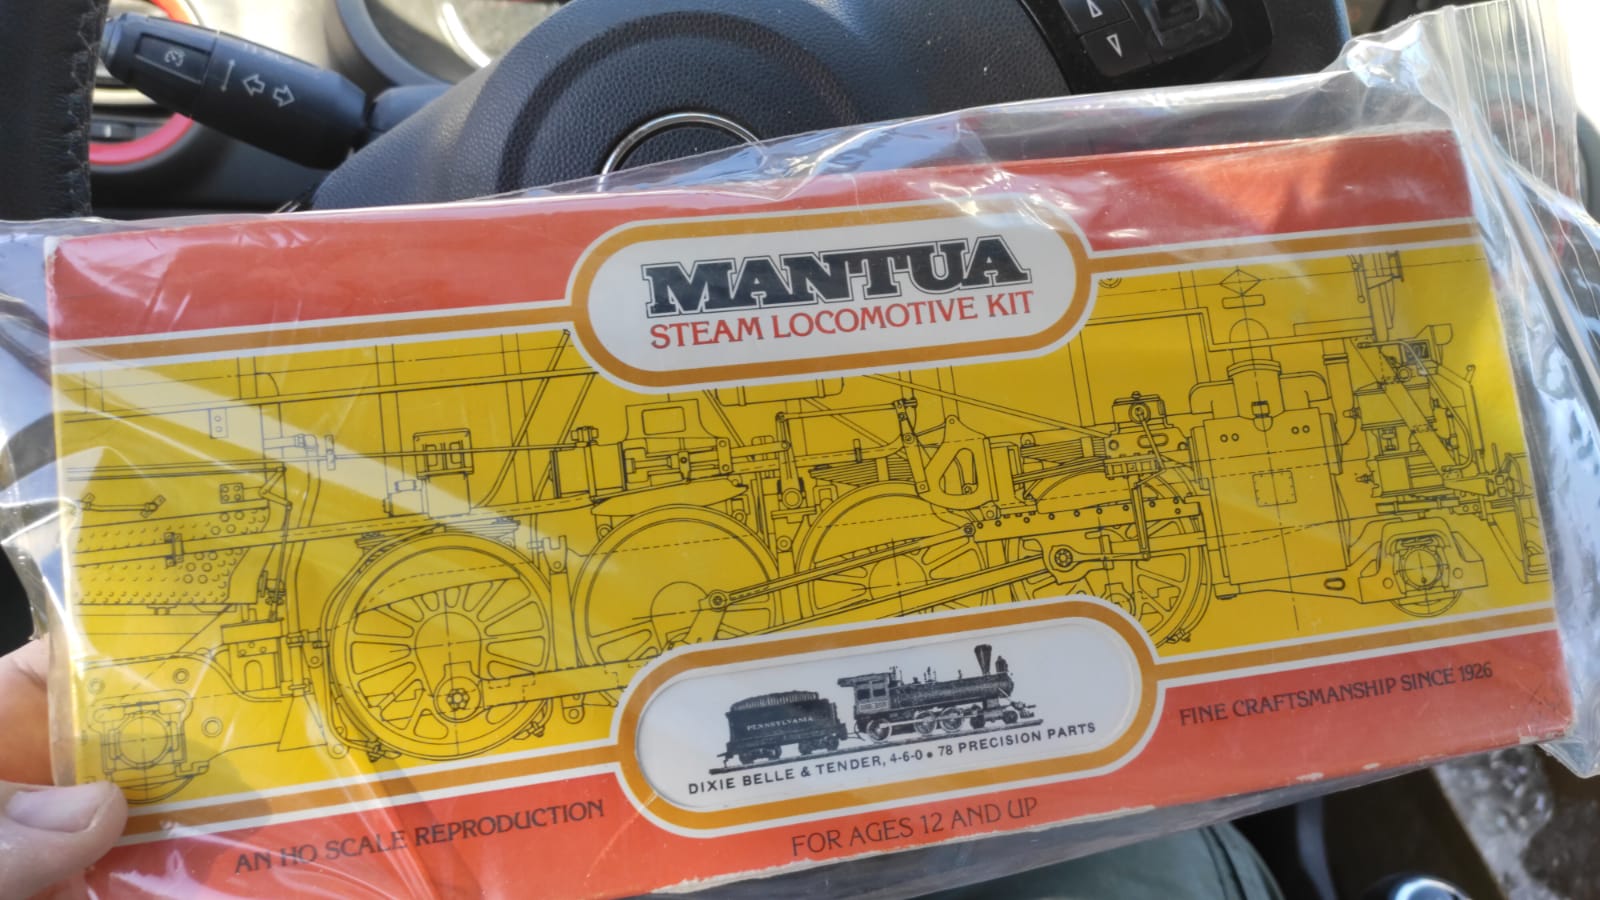 MANTUA
STEAM LOCOMOTIVE KIT
PENNSYLVANIA
DIXIE BELLE & TENDER, 4-6-0 • 78 PRECISION PARTS
FINE CRAFTSMANSHIP SINCE 1926
AN HO SCALE REPRODUCTION
FOR AGES 12 AND UP